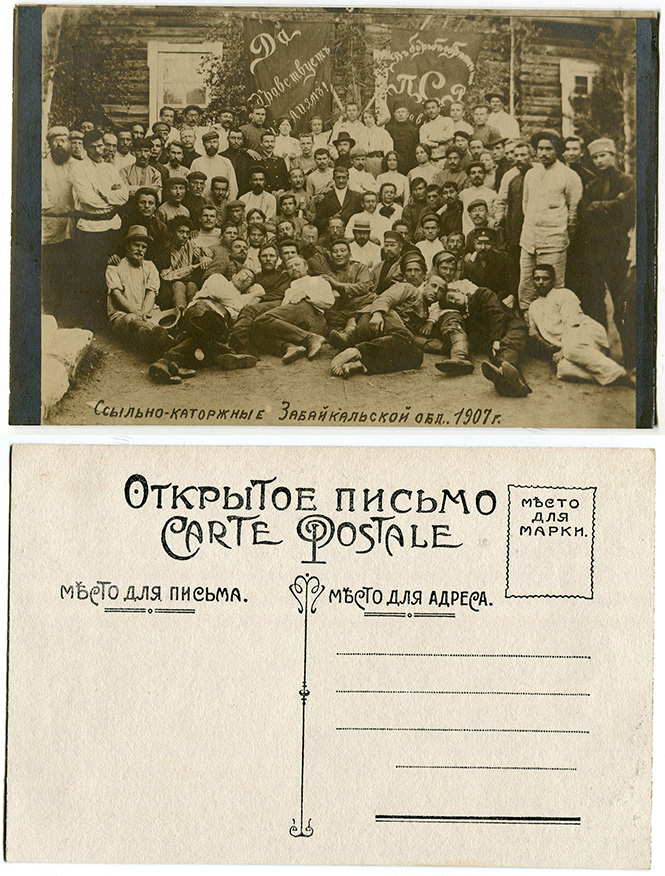 Да
здравствуетъ
П.С.Р
Ссыльно-каторжные Забайкальской обл.. 1907 г.
Открытое письмо
Carte Postale
Мѣсто
для
марки.
Мѣсто для письма.
Мѣсто для адреса.